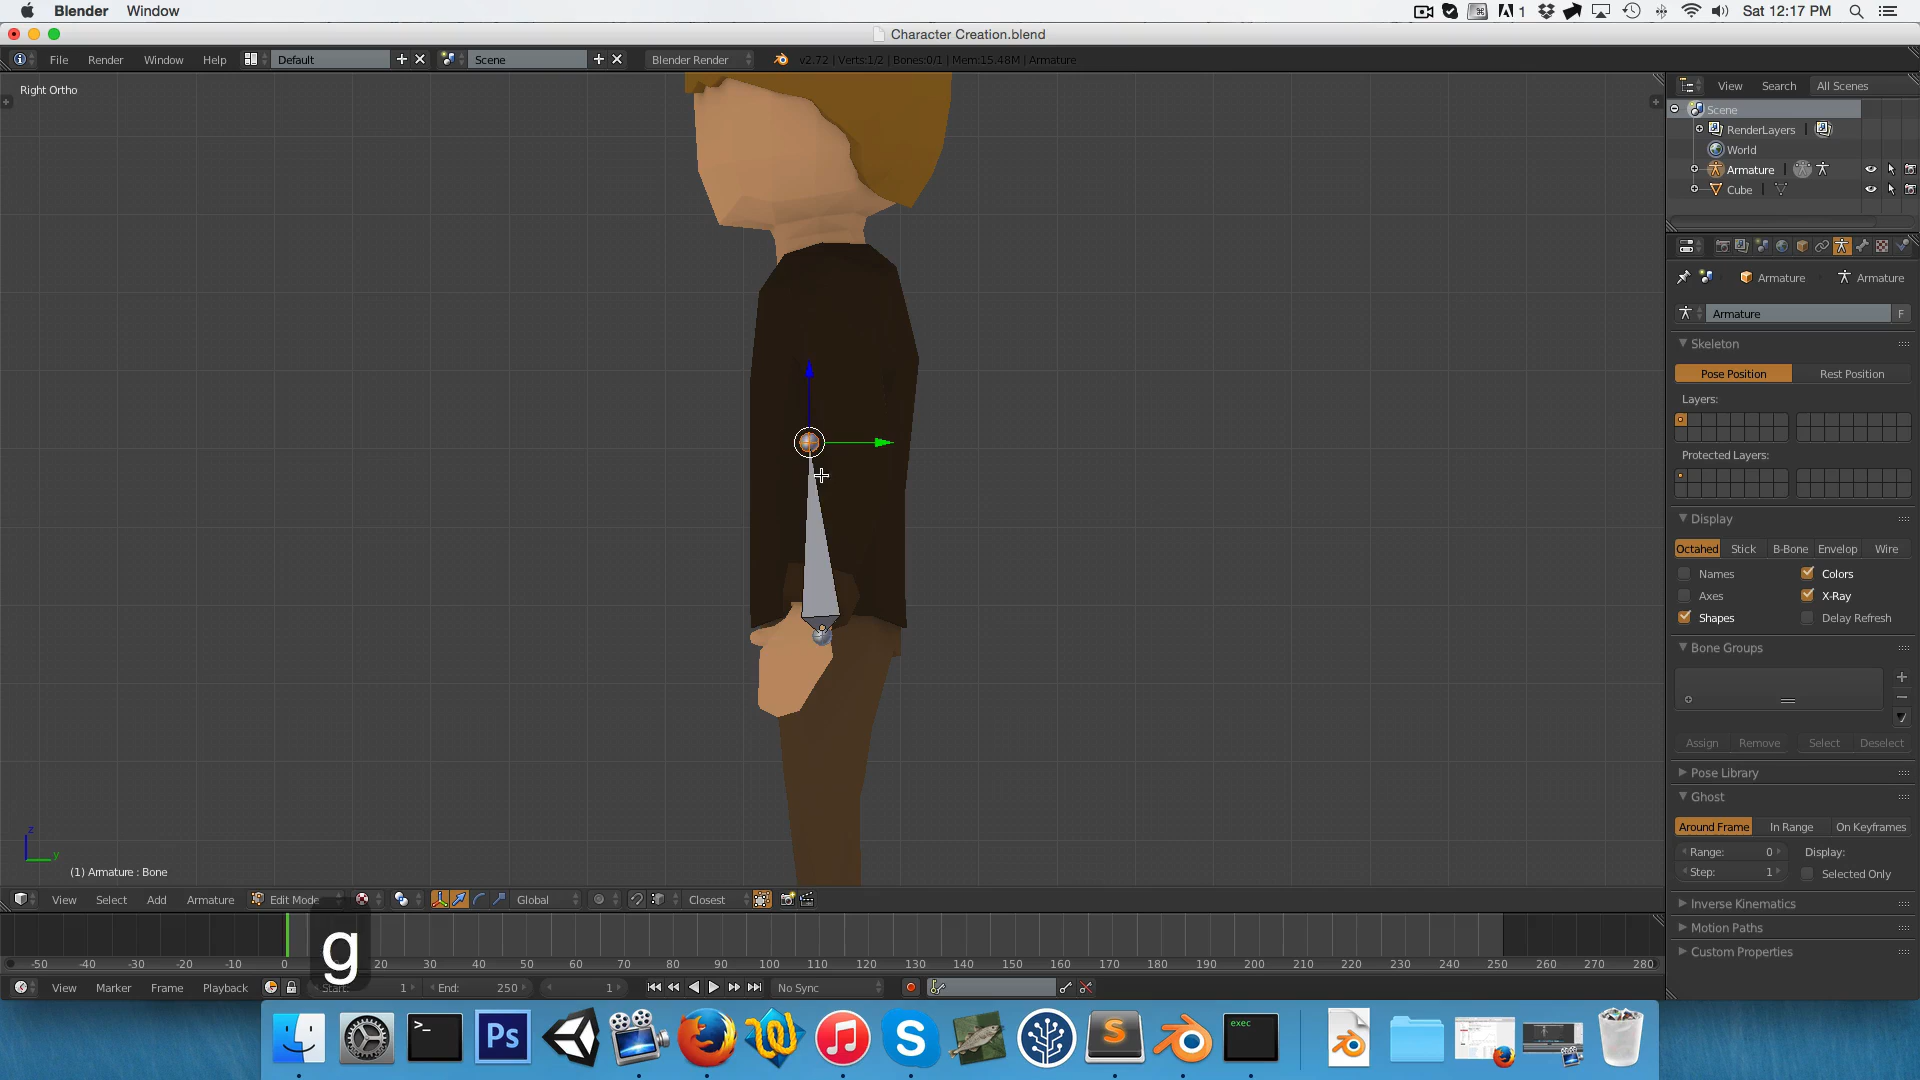 Blender Window
1 Sat 12:17 PM
Character Creation.blend
File Render Window Help Default Scene Blender Render v2.72 | Verts:1/2 | Bones:0/1 | Mem:15.48M | Armature
Right Ortho
View Search All Scenes
Scene
RenderLayers
World
Armature
Cube
Armature Armature
Armature F
Skeleton
Pose Position Rest Position
Layers:
Protected Layers:
Display
Octahed Stick B-Bone Envelop Wire
Names Colors
Axes X-Ray
Shapes Delay Refresh
Bone Groups
Assign Remove Select Deselect
Pose Library
Ghost
Around Frame In Range On Keyframes
Range: 0 Display:
Step: 1 Selected Only
Inverse Kinematics
Motion Paths
Custom Properties
z
y
(1) Armature : Bone
View Select Add Armature Edit Mode Global Closest
g
-50 -40 -30 -20 -10 0 20 30 40 50 60 70 80 90 100 110 120 130 140 150 160 170 180 190 200 210 220 230 240 250 260 270 280
View Marker Frame Playback Start: 1 End: 250 1 No Sync
>_ Ps S S exec